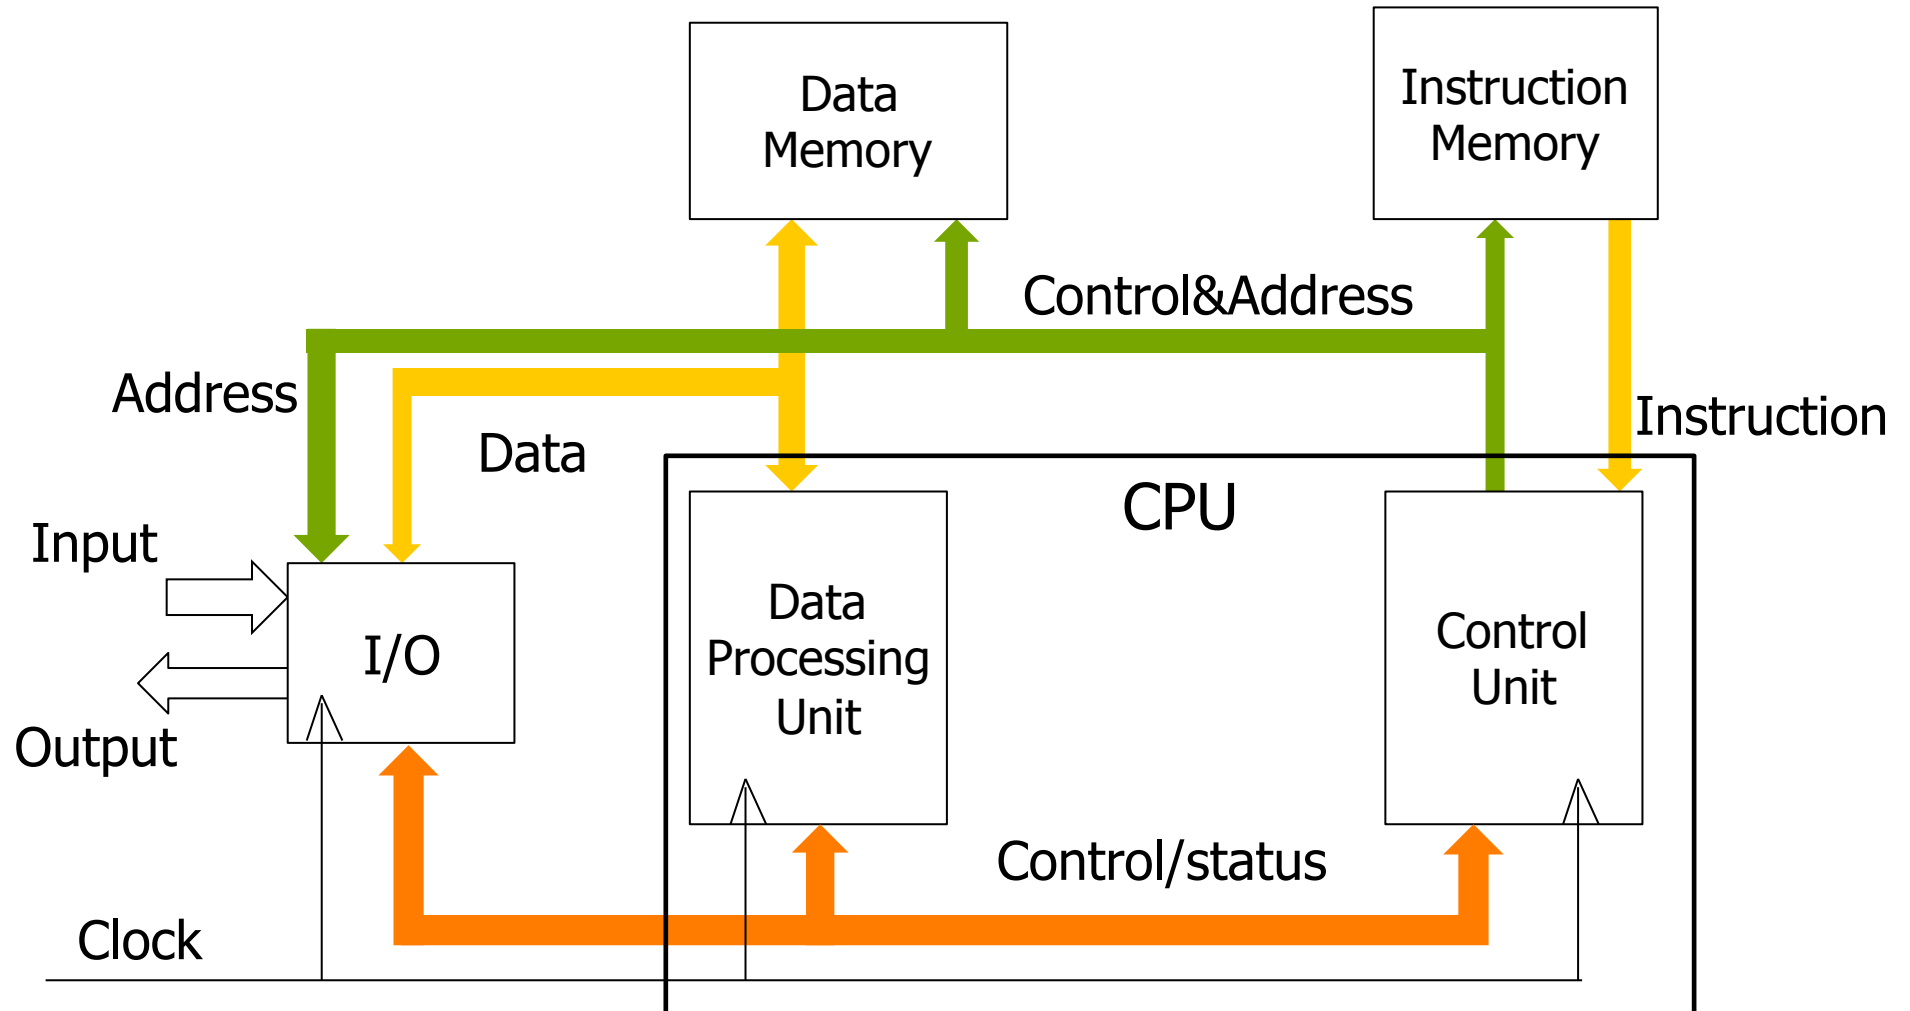 Data
Memory
Instruction
Memory
Control&Address
Address
Instruction
Data
CPU
Input
Data
Processing
Unit
Control
Unit
I/O
Output
Control/status
Clock